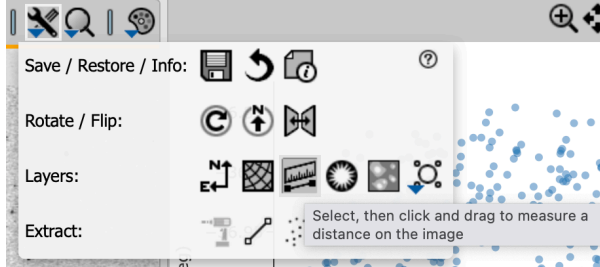 Save / Restore / Info:
Rotate / Flip:
N
Layers:
N
E
Extract:
Select, then click and drag to measure a
distance on the image